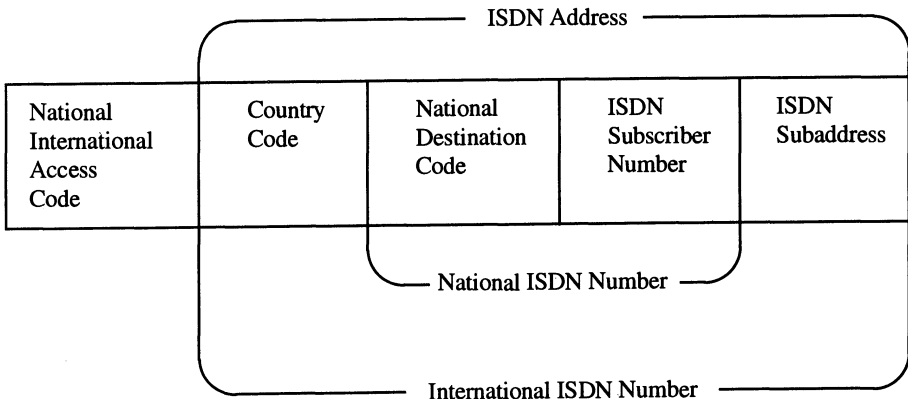 ISDN Address
National
International
Access
Code
Country
Code
National
Destination
Code
ISDN
Subscriber
Number
ISDN
Subaddress
National ISDN Number
International ISDN Number